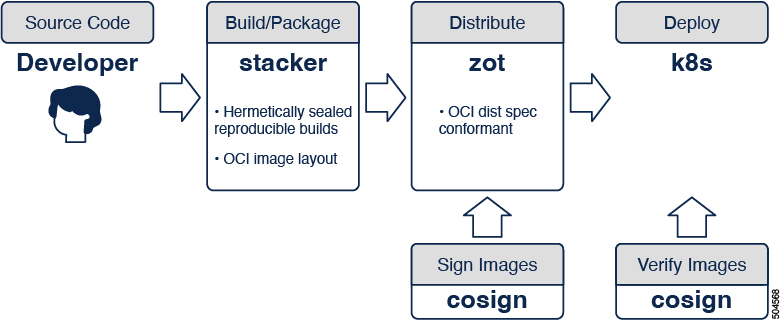 Source Code
Developer
Build/Package
stacker
• Hermetically sealed
reproducible builds
• OCI image layout
Distribute
zot
• OCI dist spec
conformant
Deploy
k8s
Sign Images
cosign
Verify Images
cosign
504568